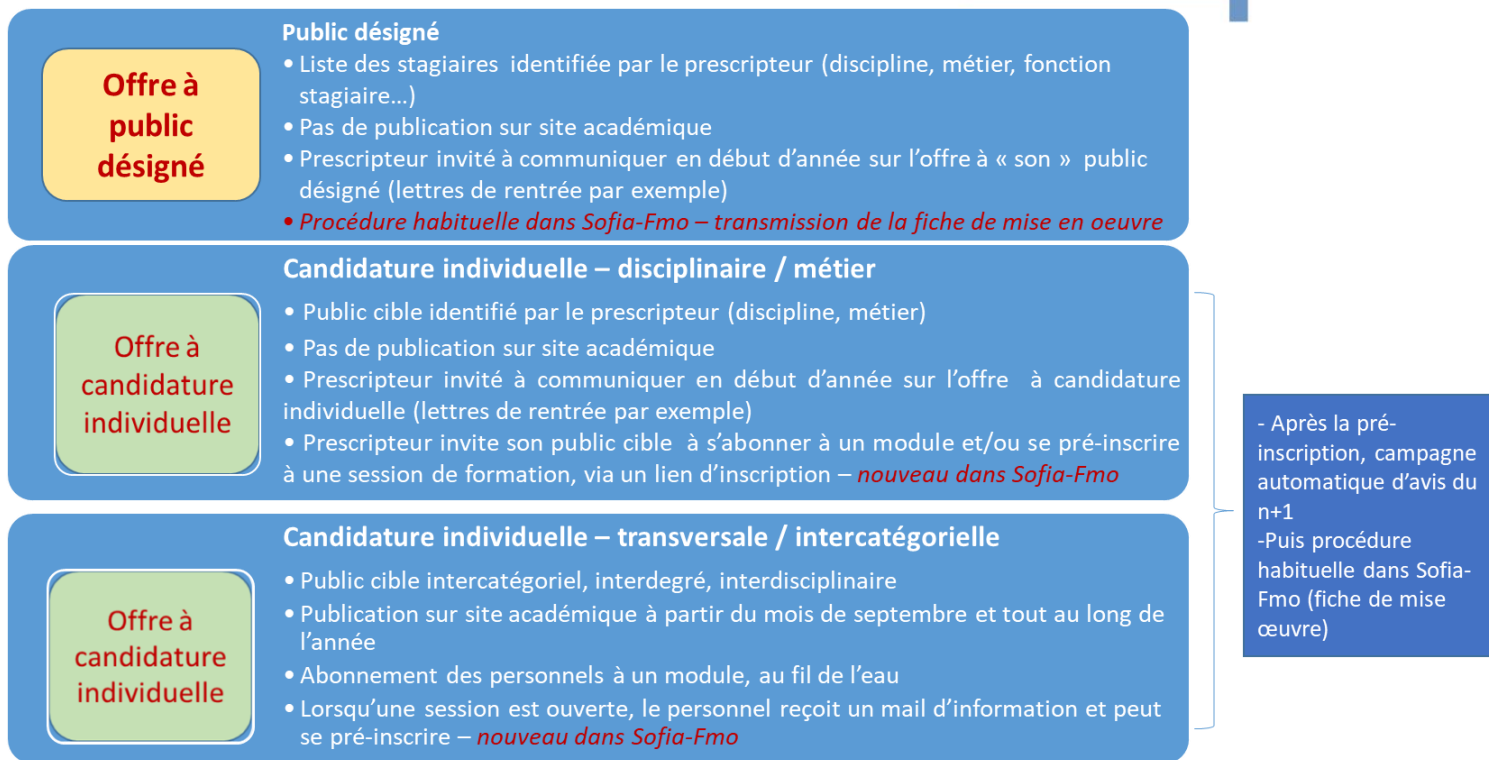 Offre à
public
désigné
Public désigné
• Liste des stagiaires identifiée par le prescripteur (discipline, métier, fonction
stagiaire…)
• Pas de publication sur site académique
• Prescripteur invité à communiquer en début d’année sur l’offre à « son » public
désigné (lettres de rentrée par exemple)
• Procédure habituelle dans Sofia-Fmo – transmission de la fiche de mise en oeuvre
Offre à
candidature
individuelle
Candidature individuelle – disciplinaire / métier
• Public cible identifié par le prescripteur (discipline, métier)
• Pas de publication sur site académique
• Prescripteur invité à communiquer en début d’année sur l’offre à candidature
individuelle (lettres de rentrée par exemple)
• Prescripteur invite son public cible à s’abonner à un module et/ou se pré-inscrire
à une session de formation, via un lien d’inscription – nouveau dans Sofia-Fmo
Offre à
candidature
individuelle
Candidature individuelle – transversale / intercatégorielle
• Public cible intercatégoriel, interdegré, interdisciplinaire
• Publication sur site académique à partir du mois de septembre et tout au long de
l’année
• Abonnement des personnels à un module, au fil de l’eau
• Lorsqu’une session est ouverte, le personnel reçoit un mail d’information et peut
se pré-inscrire – nouveau dans Sofia-Fmo
- Après la pré-
inscription, campagne
automatique d’avis du
n+1
-Puis procédure
habituelle dans Sofia-
Fmo (fiche de mise
œuvre)